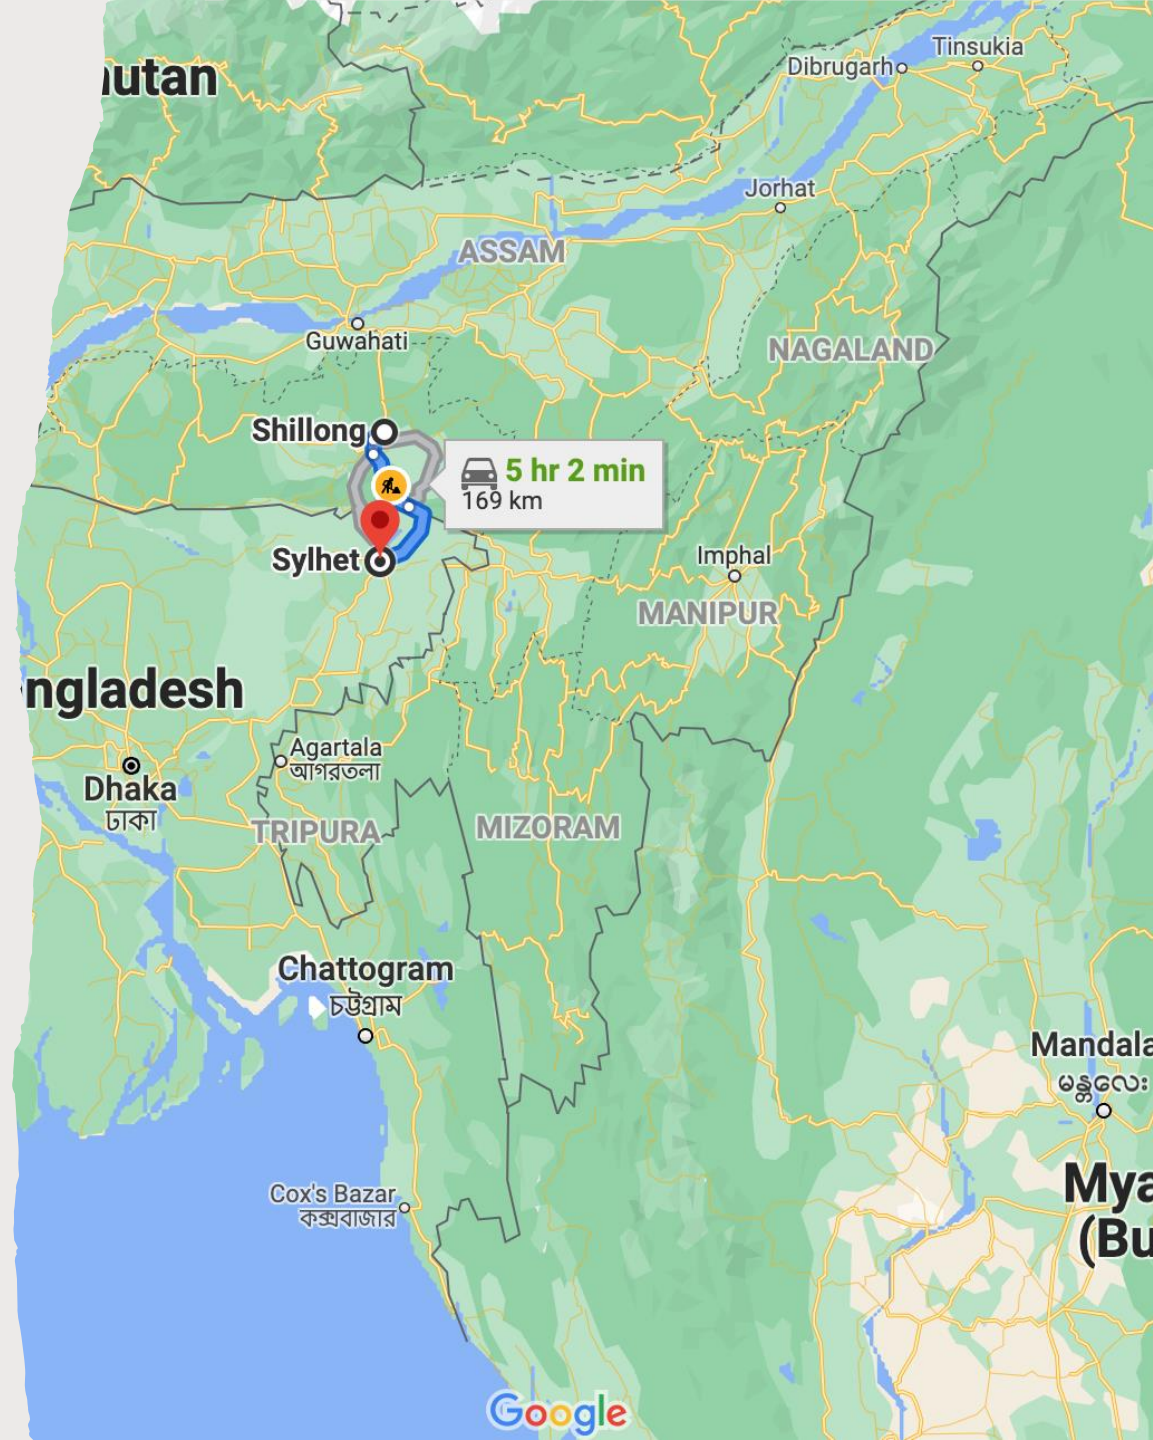 Tinsukia
Dibrugarh
utan
Jorhat
ASSAM
Guwahati
NAGALAND
Shillong
5 hr 2 min
169 km
Sylhet
Imphal
MANIPUR
ngladesh
Agartala
আগরতলা
Dhaka
ঢাকা
TRIPURA
MIZORAM
Chattogram
চট্টগ্রাম
Mandala
မန္တလေး
Mya
(Bu
Cox's Bazar
কক্সবাজার
Google